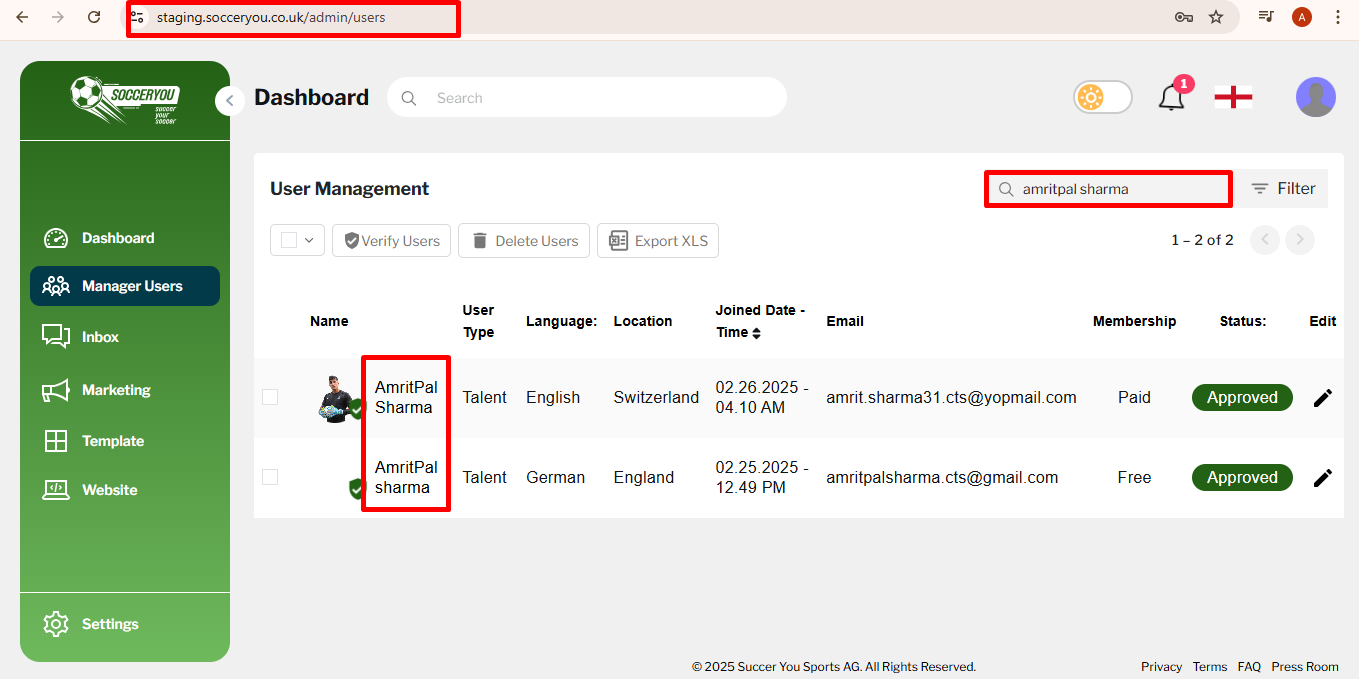 staging.socceryou.co.uk/admin/users
A
SOCCERYOU
soccer
your
soccer
Dashboard
Search
1
User Management
amritpal sharma
Filter
Verify Users
Delete Users
Export XLS
1 – 2 of 2
Dashboard
Manager Users
Inbox
Marketing
Template
Website
Settings
Name
User Type
Language:
Location
Joined Date - Time
Email
Membership
Status:
Edit
AmritPal Sharma
Talent
English
Switzerland
02.26.2025 - 04.10 AM
amrit.sharma31.cts@yopmail.com
Paid
Approved
AmritPal sharma
Talent
German
England
02.25.2025 - 12.49 PM
amritpalsharma.cts@gmail.com
Free
Approved
© 2025 Succer You Sports AG. All Rights Reserved.
Privacy
Terms
FAQ
Press Room